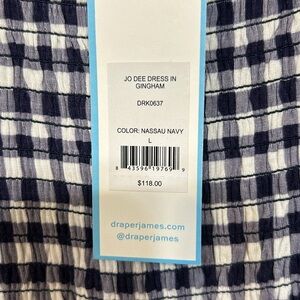 JO DEE DRESS IN
GINGHAM
DRK0637
COLOR: NASSAU NAVY
L
8 43596 19769 9
$118.00
draperjames.com
@draperjames